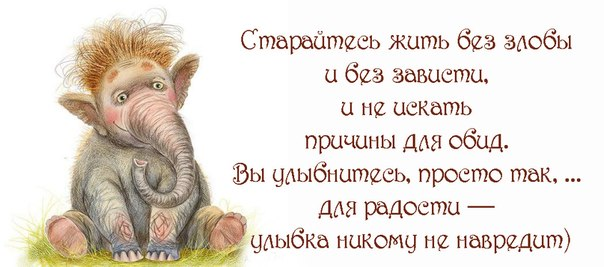 Старайтесь жить без злобы
и без зависти,
и не искать
причины для обид.
Вы улыбнитесь, просто так, ...
для радости —
улыбка никому не навредит)